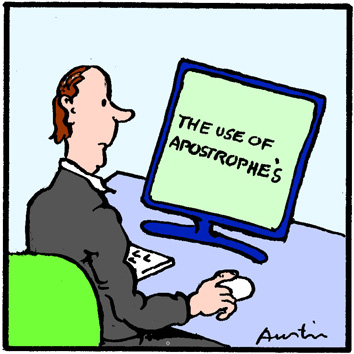 THE USE OF
APOSTROPHE'S
Austin